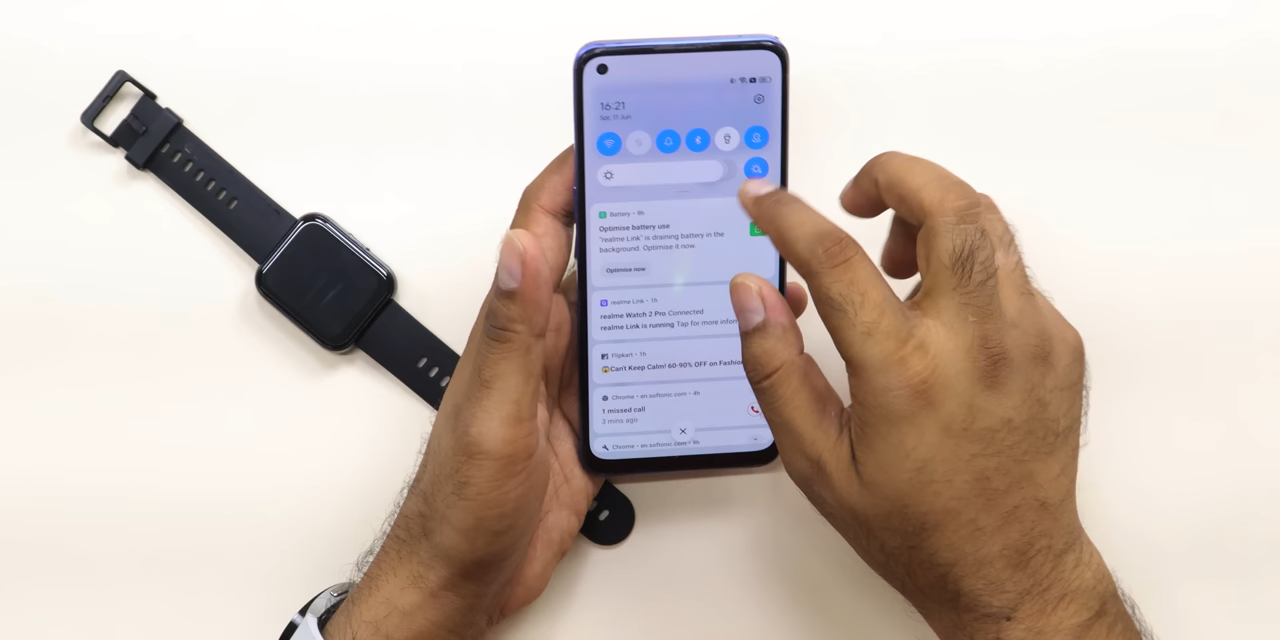 16:21
Sat, 11 Jun
Battery • 8h
Optimise battery use
"realme Link" is draining battery in the
background. Optimise it now.
Optimise now
realme Link • 1h
realme Watch 2 Pro Connected
realme Link is running Tap for more inform
Flipkart • 1h
😱Can't Keep Calm! 60-90% OFF on Fashio
Chrome • en.softonic.com • 4h
1 missed call
3 mins ago
Chrome • en.softonic.com • 9h